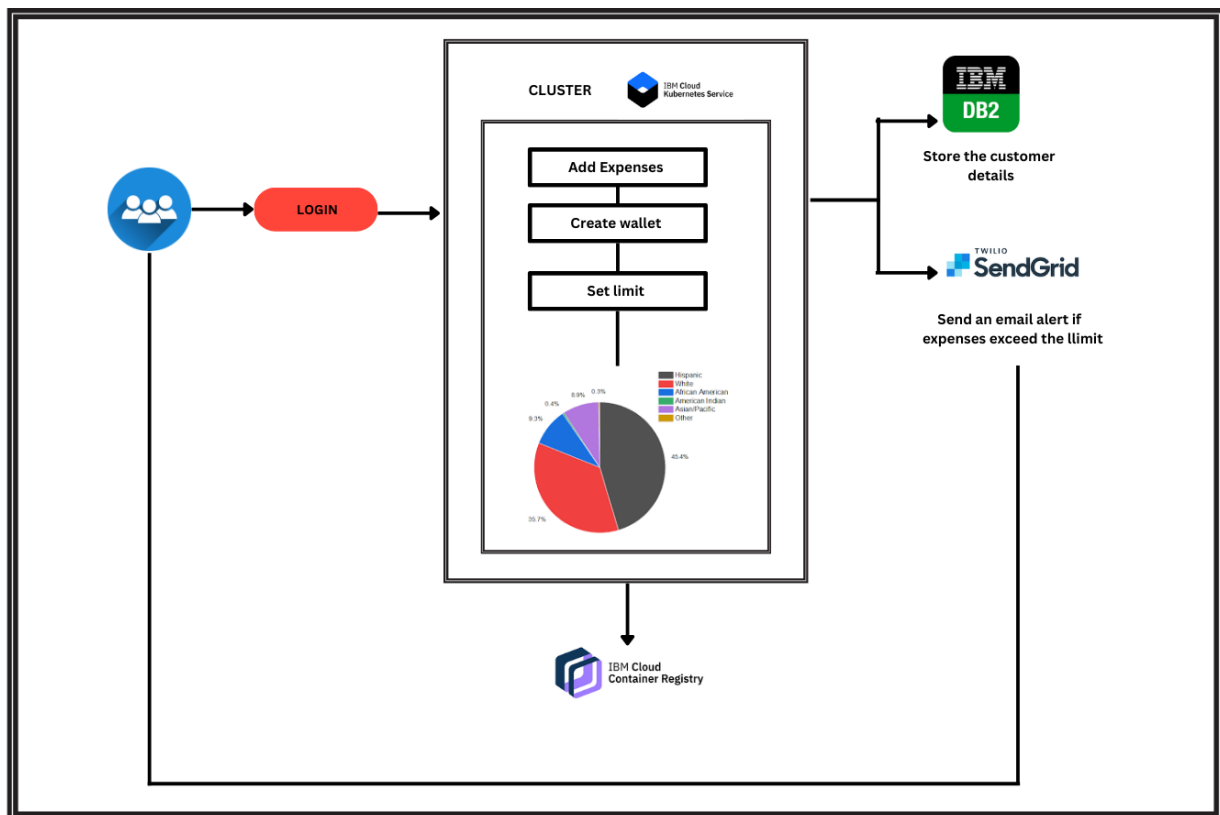 CLUSTER
IBM Cloud
Kubernetes Service
IBM
DB2
Store the customer
details
Add Expenses
LOGIN
Create wallet
Set limit
TWILIO
SendGrid
Send an email alert if
expenses exceed the llimit
Hispanic
White
African American
American Indian
Asian/Pacific
Other
0.3%
8.9%
0.4%
9.3%
45.4%
35.7%
IBM Cloud
Container Registry